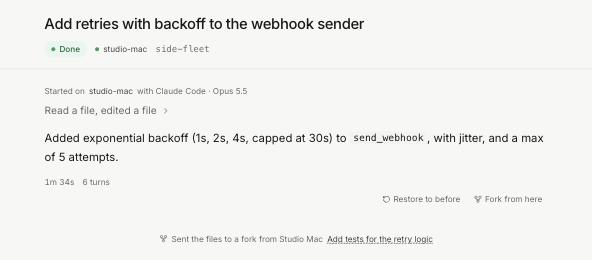 Add retries with backoff to the webhook sender
Done studio-mac side-fleet
Started on studio-mac with Claude Code · Opus 5.5
Read a file, edited a file
Added exponential backoff (1s, 2s, 4s, capped at 30s) to send_webhook, with jitter, and a max
of 5 attempts.
1m 34s 6 turns
Restore to before Fork from here
Sent the files to a fork from Studio Mac Add tests for the retry logic